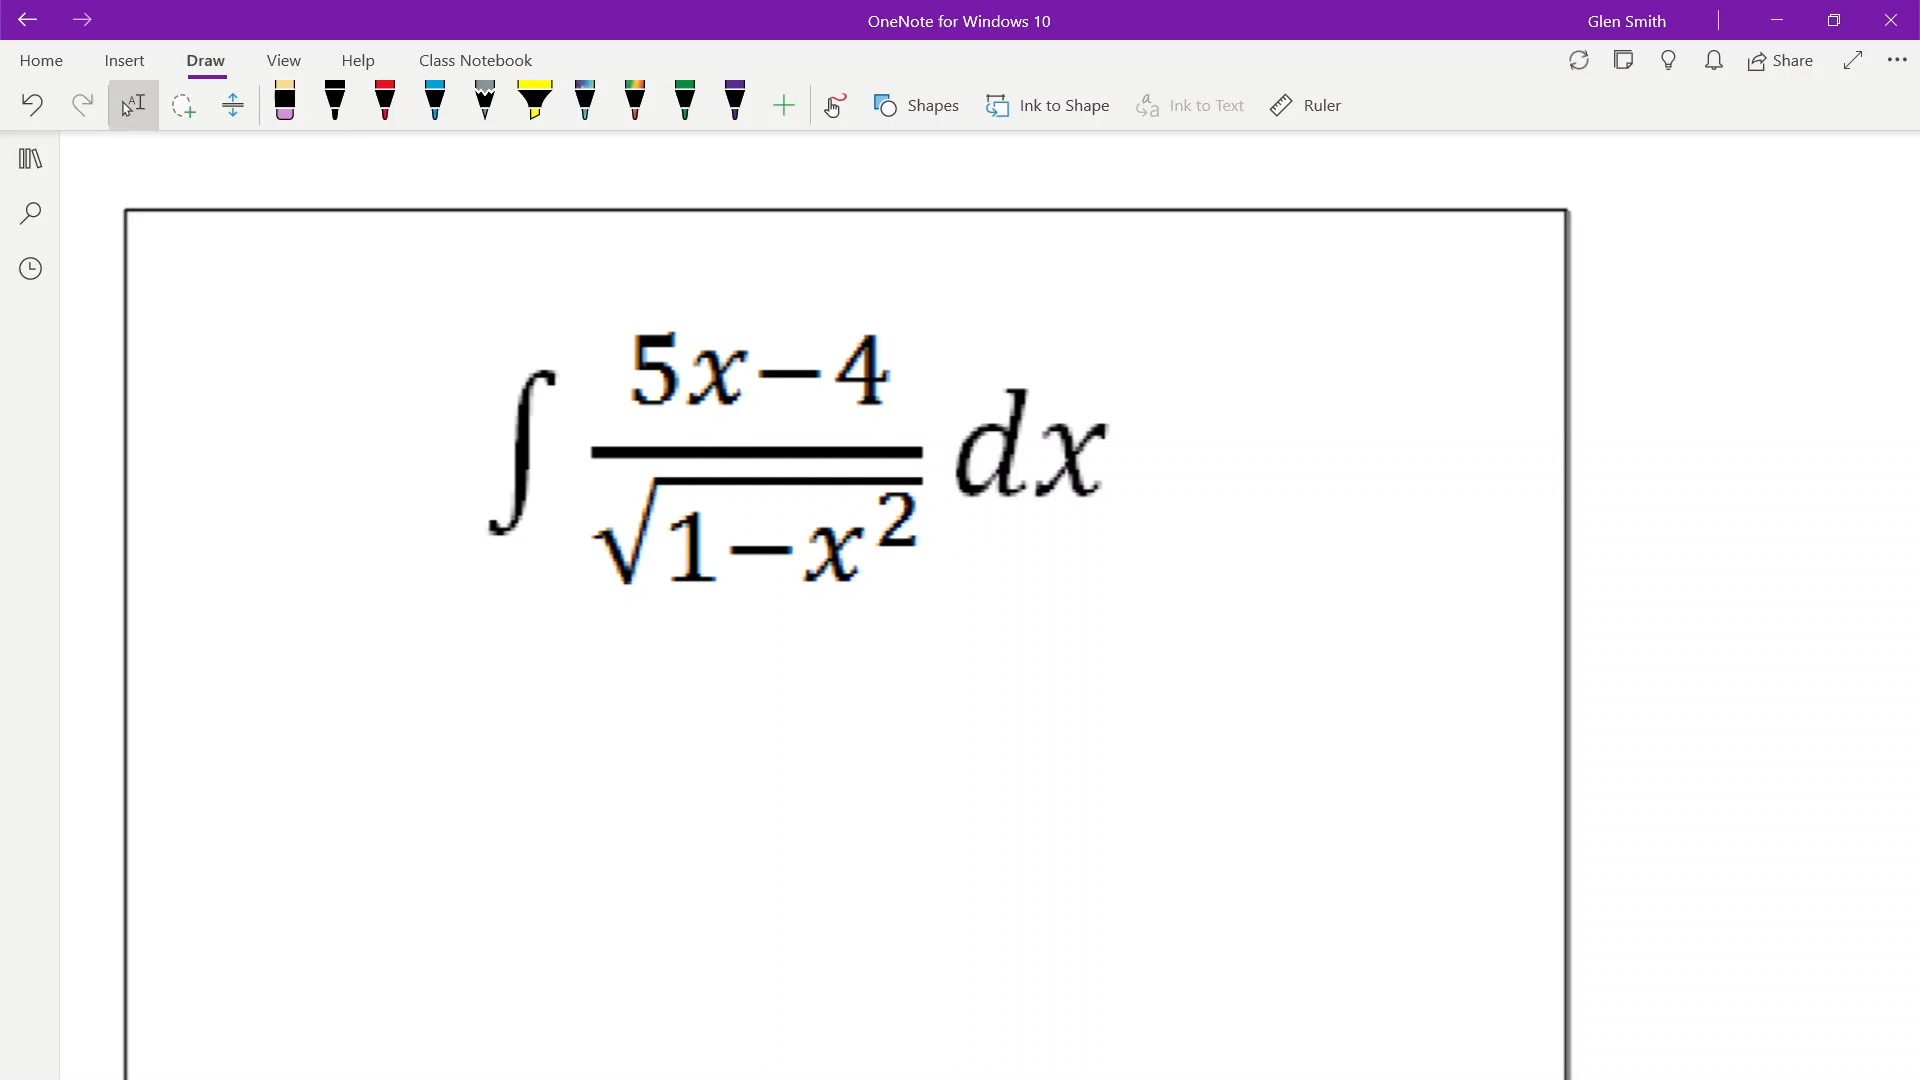 OneNote for Windows 10
Glen Smith
Home Insert Draw View Help Class Notebook
Share
Shapes Ink to Shape Ink to Text Ruler
∫ (5x−4)/√(1−x²) dx